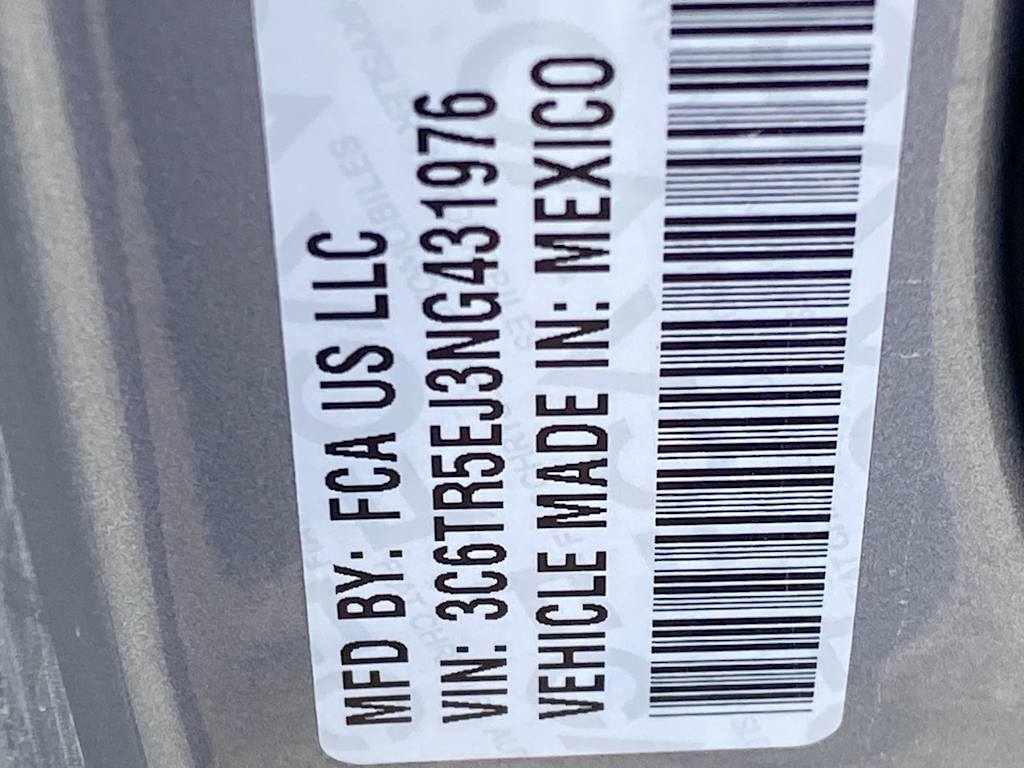 MFD BY: FCA US LLC
VIN: 3C6TR5EJ3NG431976
VEHICLE MADE IN: MEXICO